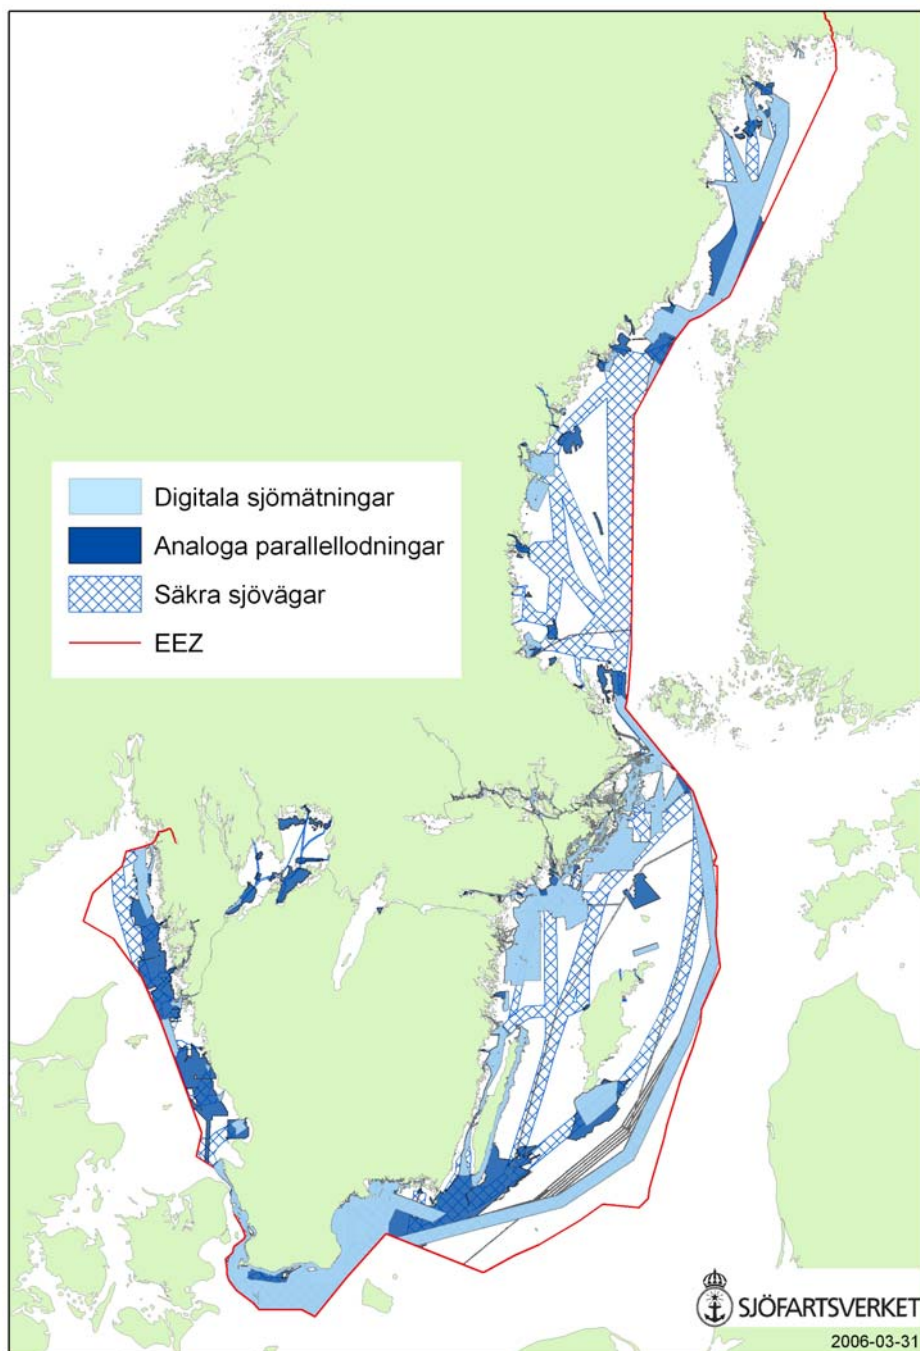 Digitala sjömätningar
Analoga parallellodningar
Säkra sjövägar
EEZ
SJÖFARTSVERKET
2006-03-31